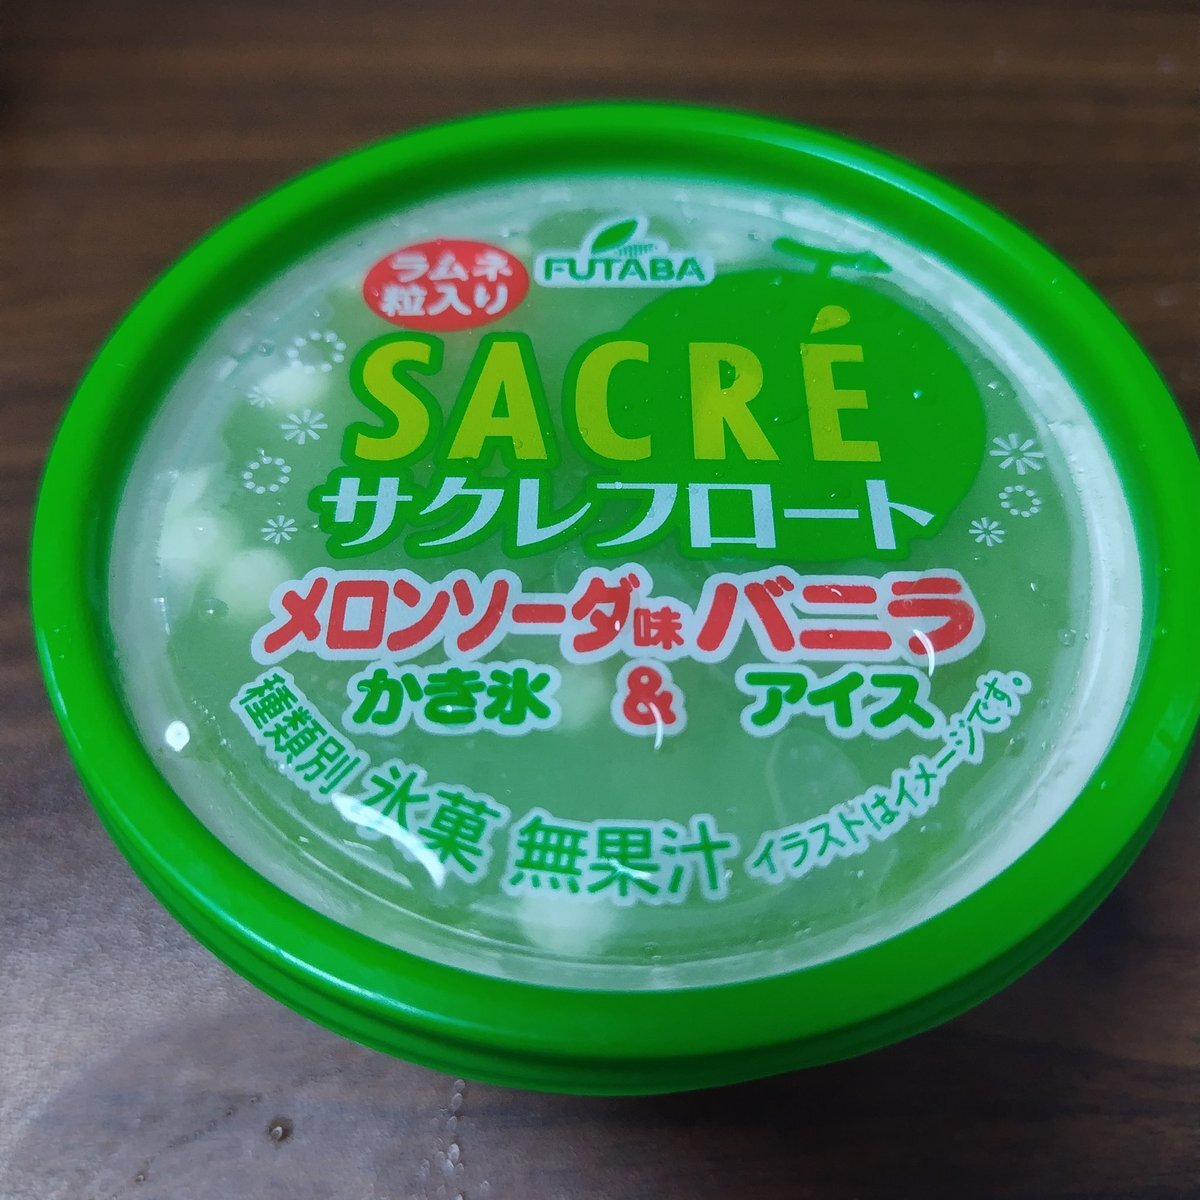 ラムネ
粒入り
FUTABA
SACRÉ
サクレフロート
メロンソーダ味バニラ
かき氷 & アイス
種類別 氷菓 無果汁 イラストはイメージです。